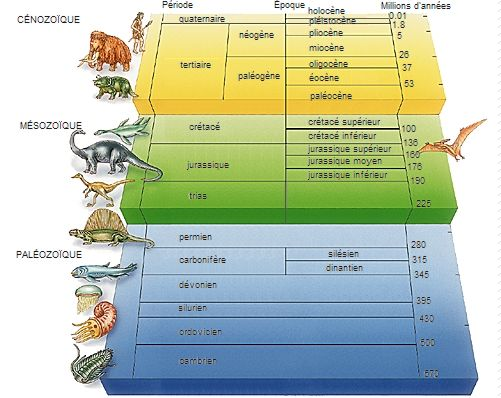 Période Époque Millions d'années
CÉNOZOÏQUE
quaternaire holocène 0.01
pléistocène 1.8
néogène pliocène 5
miocène
tertiaire 26
oligocène 37
paléogène éocène 53
paléocène
MÉSOZOÏQUE
crétacé crétacé supérieur 100
crétacé inférieur 136
jurassique supérieur 160
jurassique jurassique moyen 176
jurassique inférieur 190
trias 225
PALÉOZOÏQUE
permien 280
carbonifère silésien 315
dinantien 345
dévonien 395
silurien 430
ordovicien 500
cambrien 570